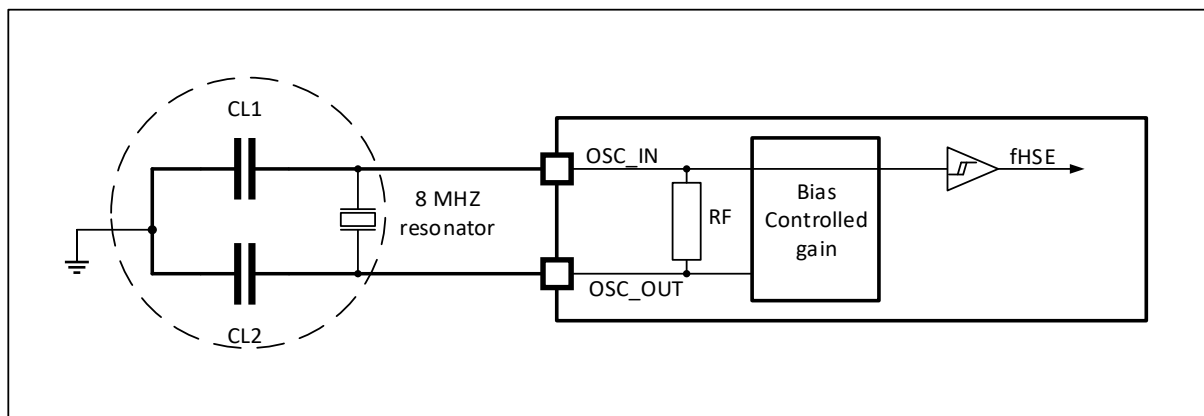 CL1
OSC_IN
fHSE
8 MHZ
resonator
RF
Bias
Controlled
gain
OSC_OUT
CL2